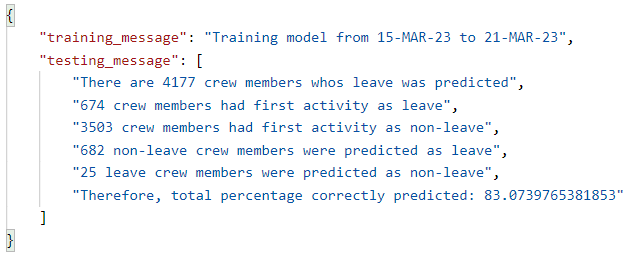 {
"training_message": "Training model from 15-MAR-23 to 21-MAR-23",
"testing_message": [
"There are 4177 crew members whos leave was predicted",
"674 crew members had first activity as leave",
"3503 crew members had first activity as non-leave",
"682 non-leave crew members were predicted as leave",
"25 leave crew members were predicted as non-leave",
"Therefore, total percentage correctly predicted: 83.0739765381853"
]
}